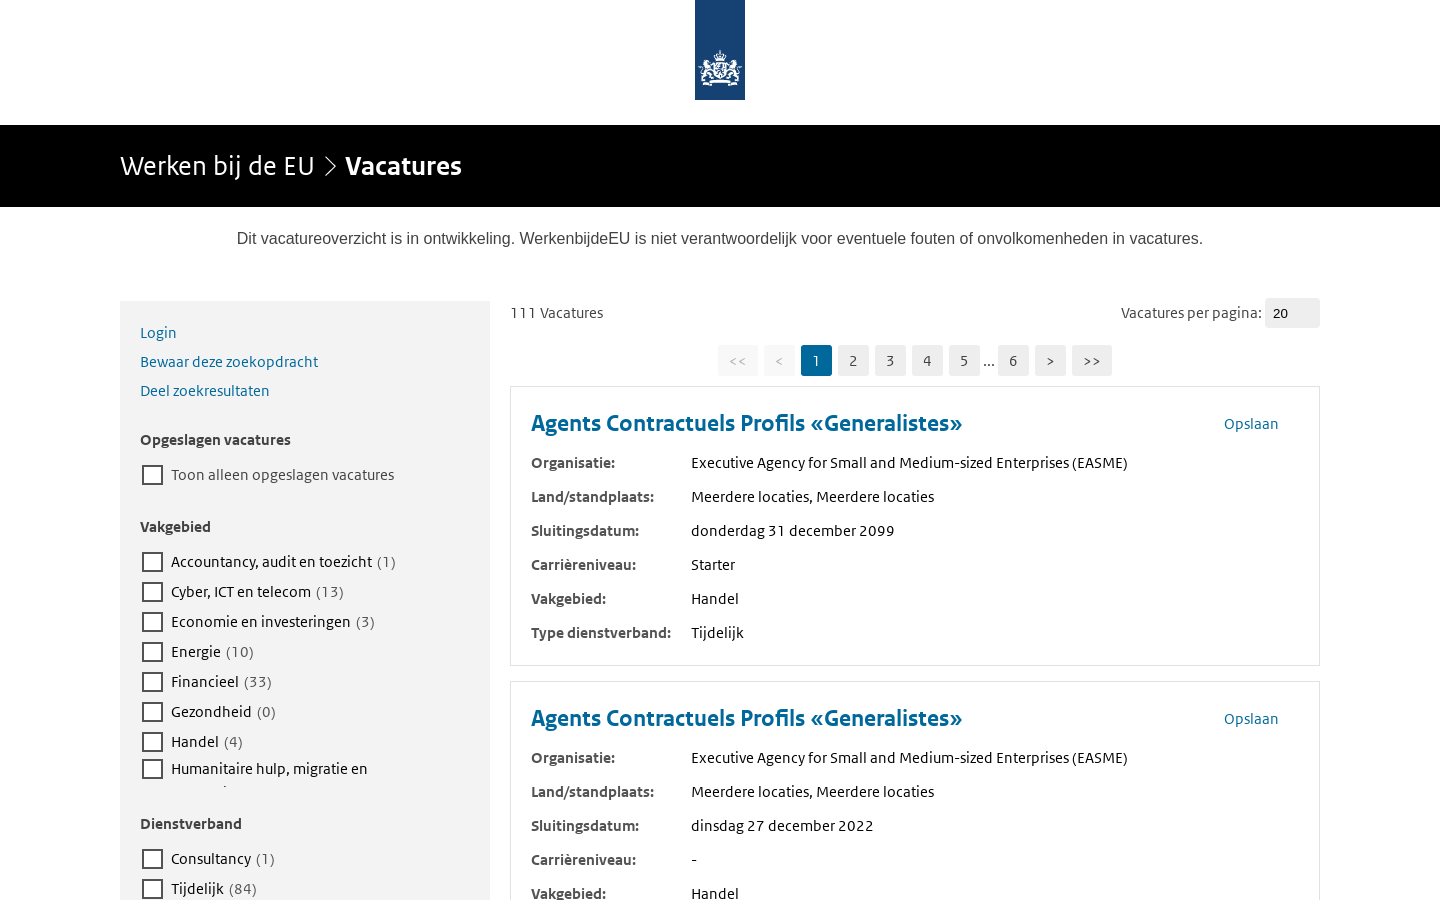 Werken bij de EU > Vacatures
Dit vacatureoverzicht is in ontwikkeling. WerkenbijdeEU is niet verantwoordelijk voor eventuele fouten of onvolkomenheden in vacatures.
Login
Bewaar deze zoekopdracht
Deel zoekresultaten
Opgeslagen vacatures
Toon alleen opgeslagen vacatures
Vakgebied
Accountancy, audit en toezicht (1)
Cyber, ICT en telecom (13)
Economie en investeringen (3)
Energie (10)
Financieel (33)
Gezondheid (0)
Handel (4)
Humanitaire hulp, migratie en
Dienstverband
Consultancy (1)
Tijdelijk (84)
111 Vacatures
Vacatures per pagina: 20
<< < 1 2 3 4 5 ... 6 > >>
Agents Contractuels Profils «Generalistes» Opslaan
Organisatie: Executive Agency for Small and Medium-sized Enterprises (EASME)
Land/standplaats: Meerdere locaties, Meerdere locaties
Sluitingsdatum: donderdag 31 december 2099
Carrièreniveau: Starter
Vakgebied: Handel
Type dienstverband: Tijdelijk
Agents Contractuels Profils «Generalistes» Opslaan
Organisatie: Executive Agency for Small and Medium-sized Enterprises (EASME)
Land/standplaats: Meerdere locaties, Meerdere locaties
Sluitingsdatum: dinsdag 27 december 2022
Carrièreniveau: -
Vakgebied: Handel